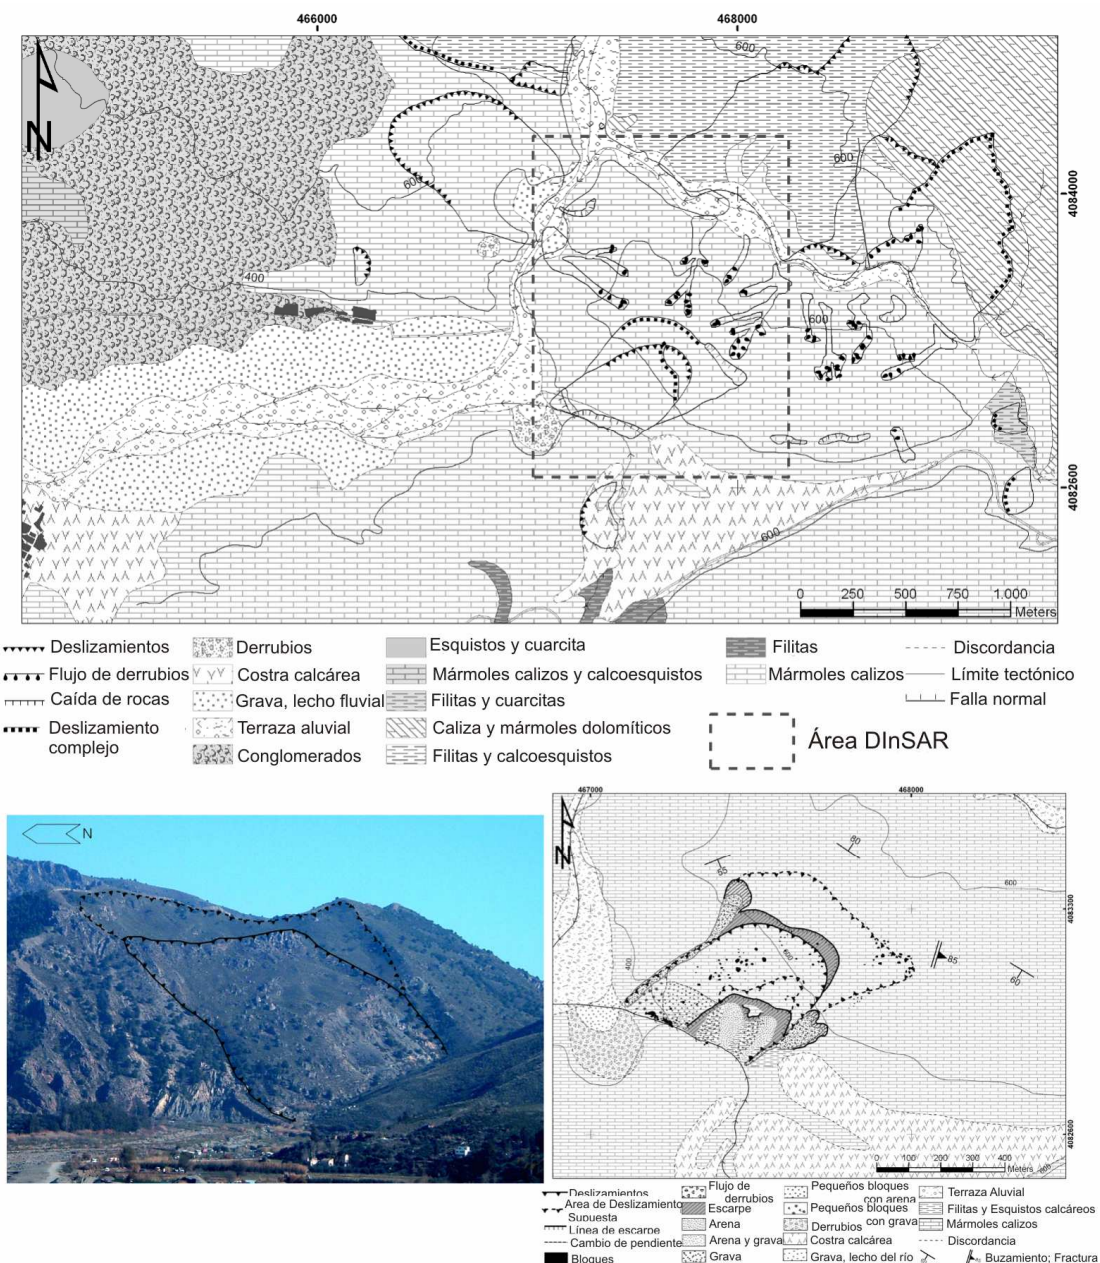 466000
468000
600
N
600
600
4084000
400
600
4082600
600
0 250 500 750 1.000
Meters
Deslizamientos
Derrubios
Esquistos y cuarcita
Filitas
Discordancia
Flujo de derrubios
Costra calcárea
Mármoles calizos y calcoesquistos
Mármoles calizos
Límite tectónico
Caída de rocas
Grava, lecho fluvial
Filitas y cuarcitas
Falla normal
Deslizamiento
complejo
Terraza aluvial
Caliza y mármoles dolomíticos
Área DInSAR
Conglomerados
Filitas y calcoesquistos
N
467000
468000
N
80
600
4083300
400
85
60
4082600
0 100 200 300 400
Meters
600
Deslizamientos
Flujo de
derrubios
Pequeños bloques
con arena
Terraza Aluvial
Area de Deslizamiento
Supuesta
Escarpe
Pequeños bloques
con grava
Filitas y Esquistos calcáreos
Línea de escarpe
Arena
Derrubios
Mármoles calizos
Cambio de pendiente
Arena y grava
Costra calcárea
Discordancia
Bloques
Grava
Grava, lecho del río
Buzamiento; Fractura